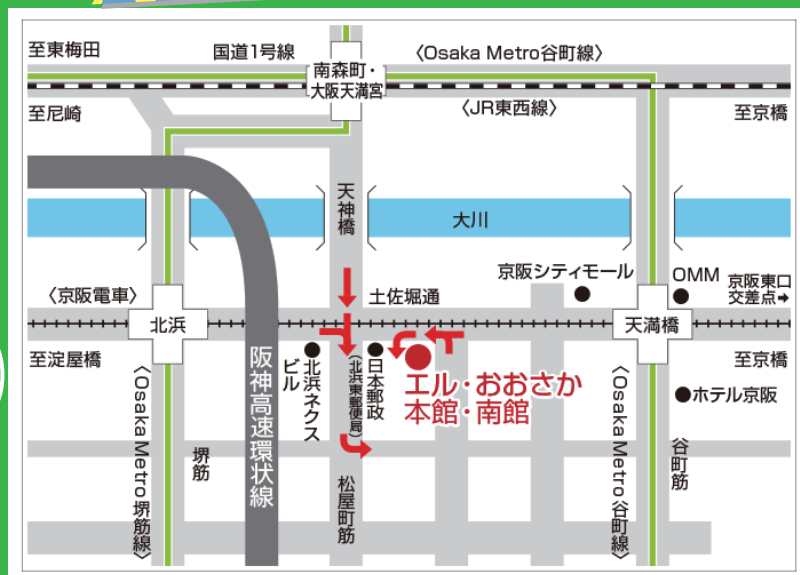 至東梅田
国道1号線
南森町・
大阪天満宮
〈Osaka Metro谷町線〉
至尼崎
〈JR東西線〉
至京橋
天神橋
大川
〈京阪電車〉
土佐堀通
京阪シティモール
OMM
京阪東口
交差点➡
北浜
天満橋
至淀屋橋
阪神高速環状線
北浜ネクス
ビル
(北浜東郵便局)
日本郵政
エル・おおさか
本館・南館
至京橋
ホテル京阪
〈Osaka Metro堺筋線〉
堺筋
松屋町筋
〈Osaka Metro谷町線〉
谷町筋